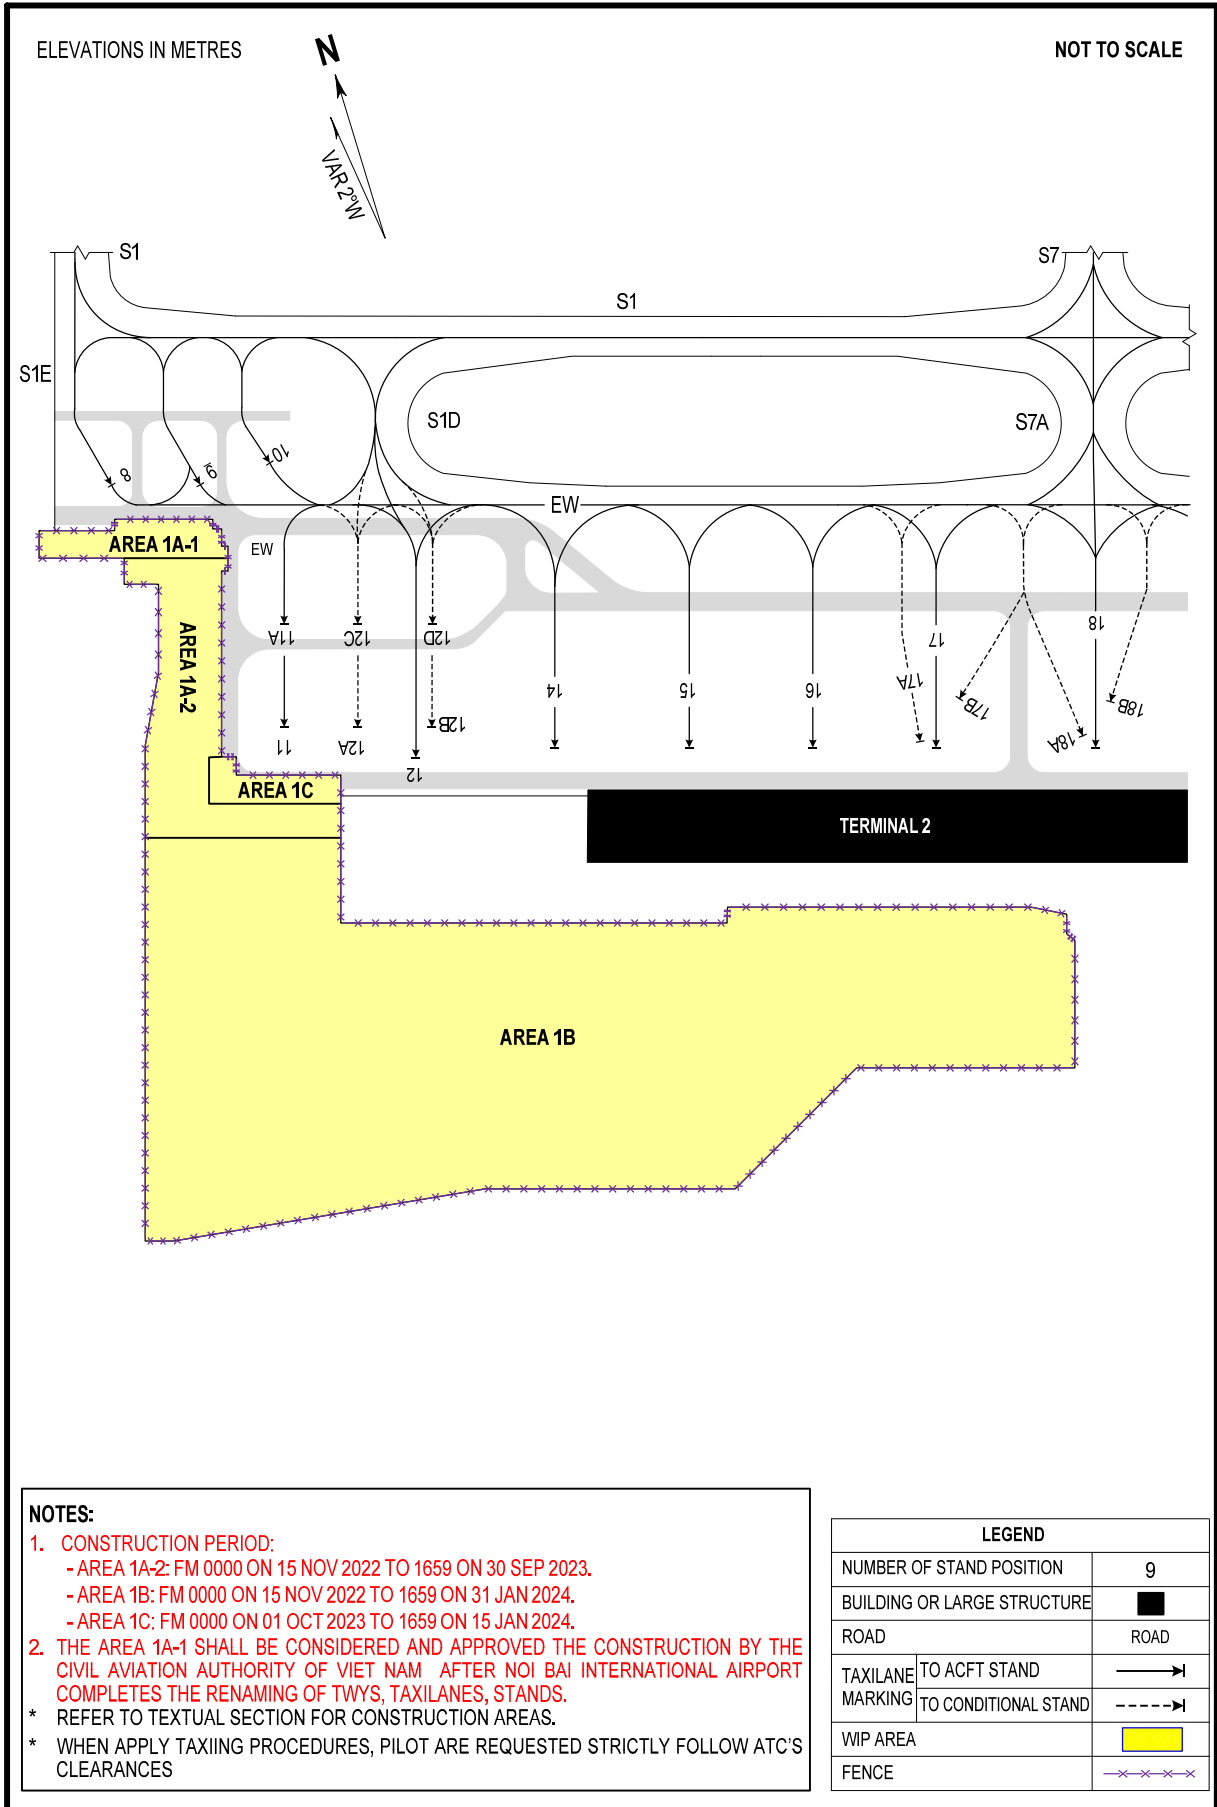 ELEVATIONS IN METRES
N
NOT TO SCALE
VAR 2°W
S1
S7
S1
S1E
S1D
S7A
8
9
10
EW
AREA 1A-1
EW
11A
12C
12D
17
18
AREA 1A-2
14
15
16
17A
17B
18A
18B
11
12A
12B
12
AREA 1C
TERMINAL 2
AREA 1B
NOTES:
1. CONSTRUCTION PERIOD:
- AREA 1A-2: FM 0000 ON 15 NOV 2022 TO 1659 ON 30 SEP 2023.
- AREA 1B: FM 0000 ON 15 NOV 2022 TO 1659 ON 31 JAN 2024.
- AREA 1C: FM 0000 ON 01 OCT 2023 TO 1659 ON 15 JAN 2024.
2. THE AREA 1A-1 SHALL BE CONSIDERED AND APPROVED THE CONSTRUCTION BY THE
CIVIL AVIATION AUTHORITY OF VIET NAM AFTER NOI BAI INTERNATIONAL AIRPORT
COMPLETES THE RENAMING OF TWYS, TAXILANES, STANDS.
* REFER TO TEXTUAL SECTION FOR CONSTRUCTION AREAS.
* WHEN APPLY TAXIING PROCEDURES, PILOT ARE REQUESTED STRICTLY FOLLOW ATC'S
CLEARANCES
LEGEND
NUMBER OF STAND POSITION 9
BUILDING OR LARGE STRUCTURE
ROAD ROAD
TAXILANE MARKING
TO ACFT STAND
TO CONDITIONAL STAND
WIP AREA
FENCE